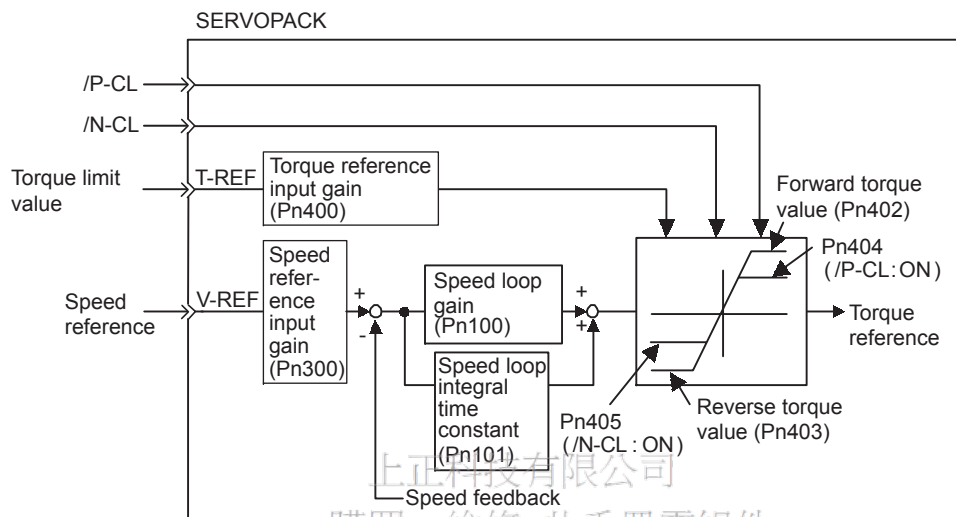 SERVOPACK
/P-CL
/N-CL
Torque limit
value
T-REF
Torque reference
input gain
(Pn400)
Forward torque
value (Pn402)
Pn404
(/P-CL:ON)
Speed
reference
V-REF
Speed
refer-
ence
input
gain
(Pn300)
+
-
Speed loop
gain
(Pn100)
+
+
Torque
reference
Speed loop
integral
time
constant
(Pn101)
Pn405
(/N-CL : ON)
Reverse torque
value (Pn403)
上正科技有限公司
Speed feedback